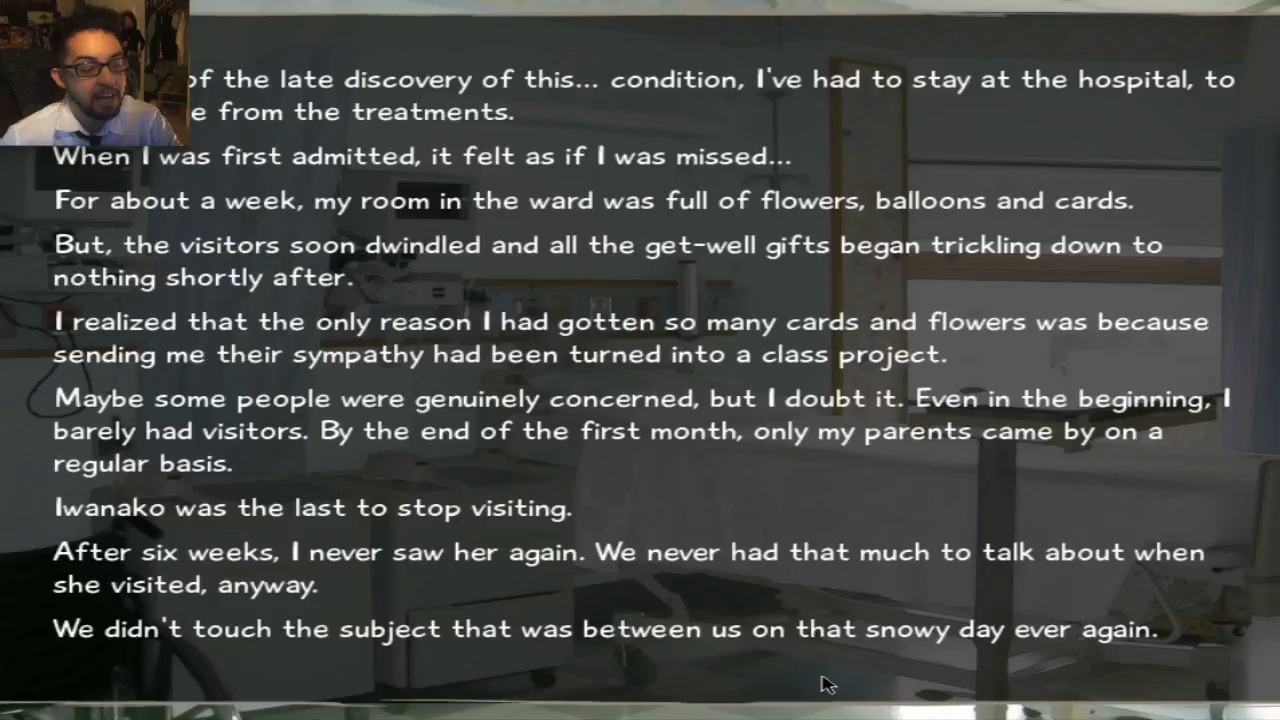 of the late discovery of this... condition, I've had to stay at the hospital, to
e from the treatments.
When I was first admitted, it felt as if I was missed...
For about a week, my room in the ward was full of flowers, balloons and cards.
But, the visitors soon dwindled and all the get-well gifts began trickling down to
nothing shortly after.
I realized that the only reason I had gotten so many cards and flowers was because
sending me their sympathy had been turned into a class project.
Maybe some people were genuinely concerned, but I doubt it. Even in the beginning, I
barely had visitors. By the end of the first month, only my parents came by on a
regular basis.
Iwanako was the last to stop visiting.
After six weeks, I never saw her again. We never had that much to talk about when
she visited, anyway.
We didn't touch the subject that was between us on that snowy day ever again.